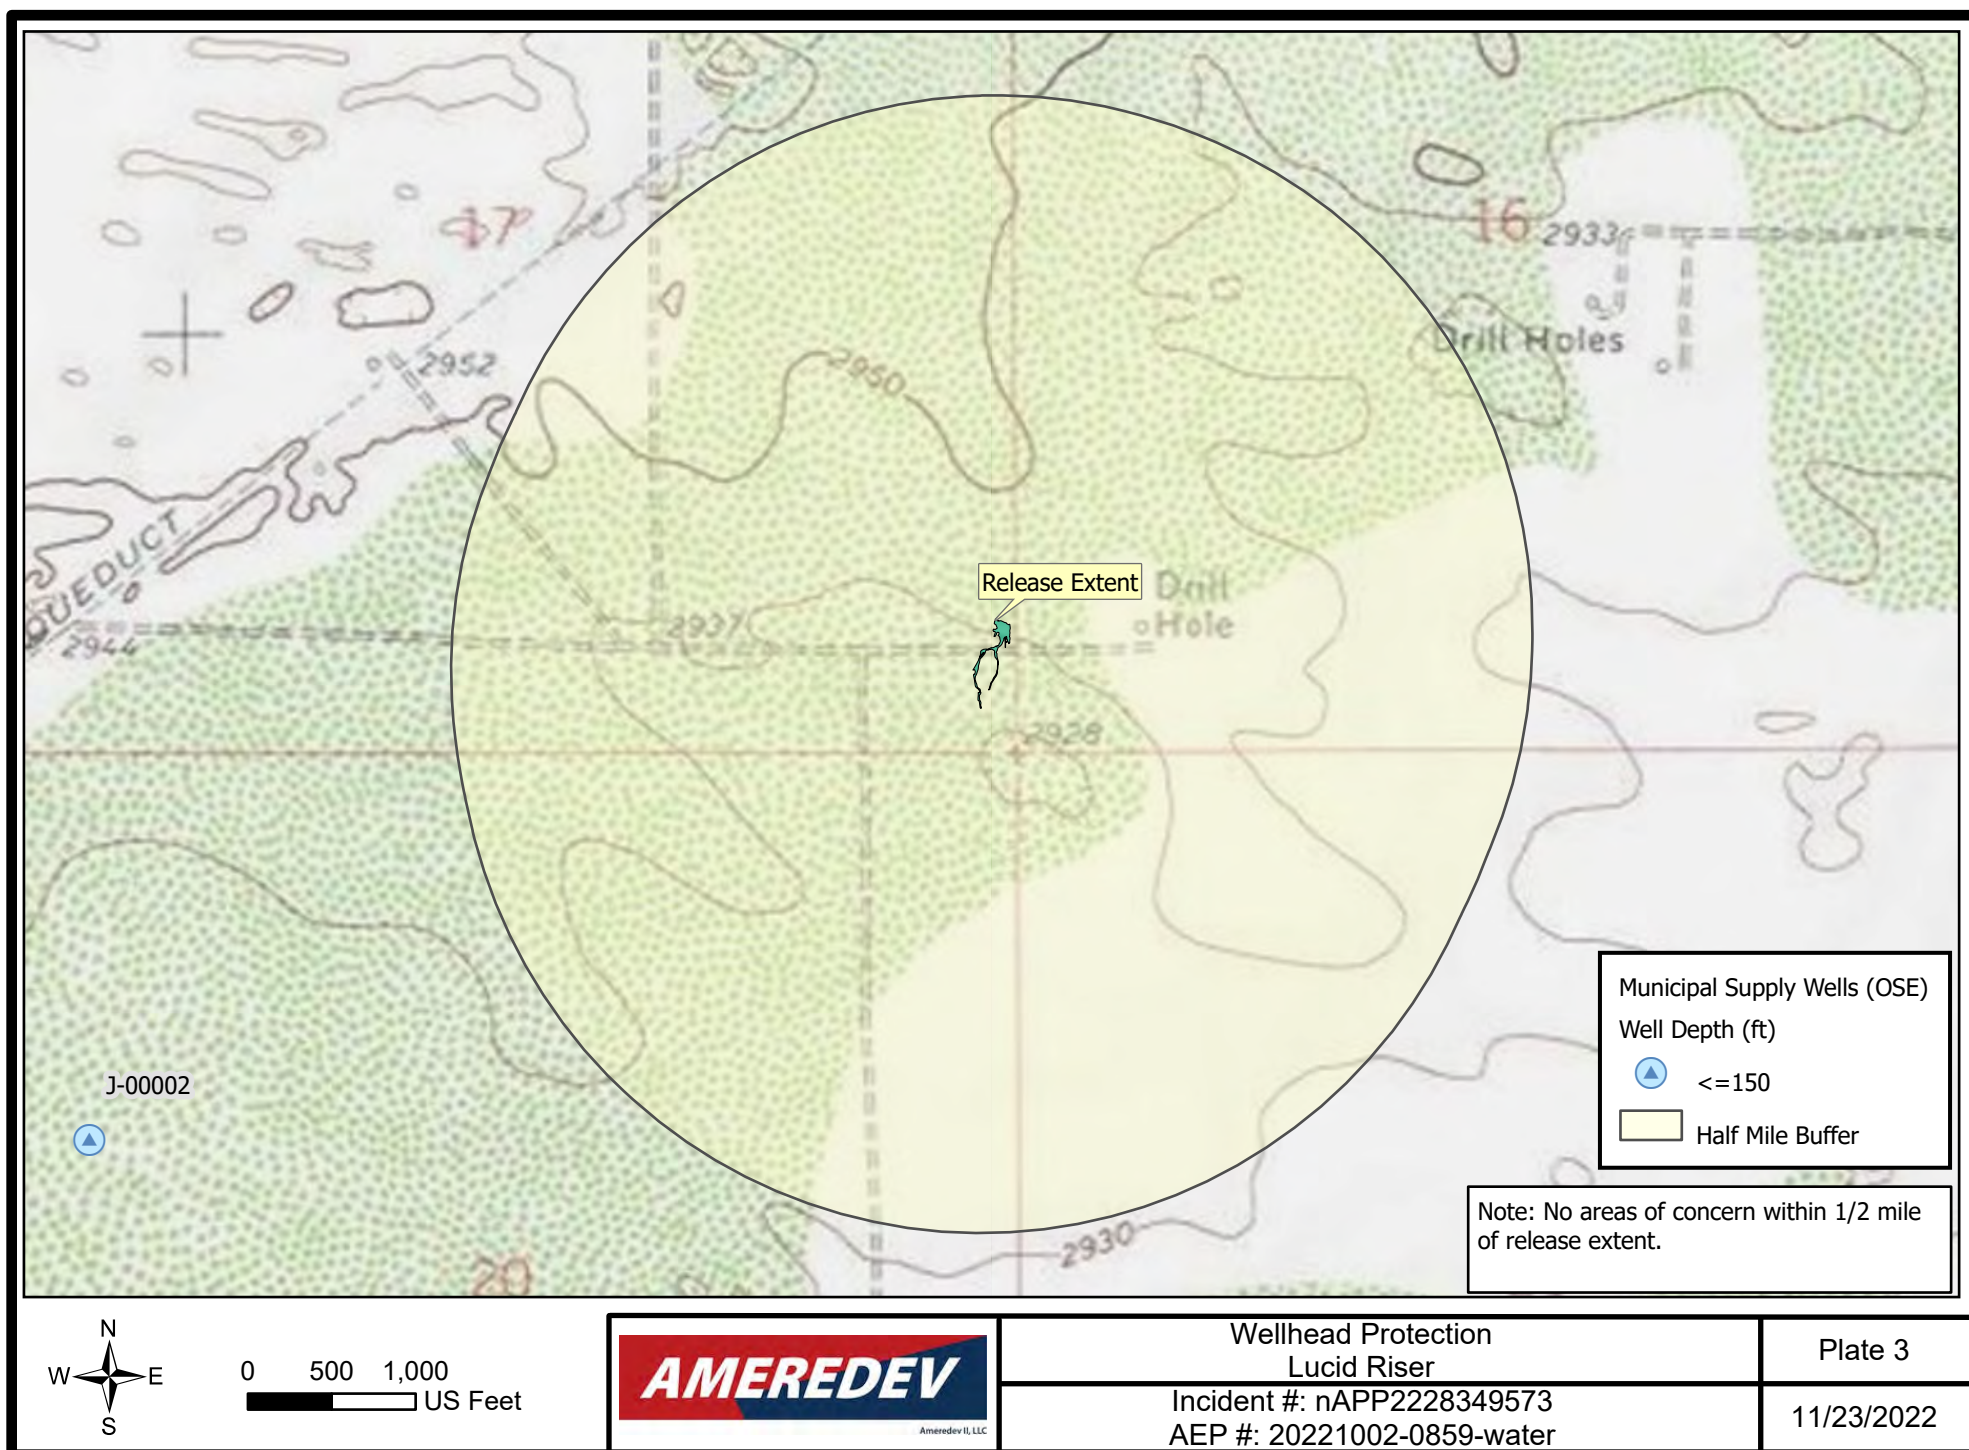 17
16
2933
Drill Holes
2952
2950
QUEDUCT
2944
293
Release Extent
Drill
Hole
2928
J-00002
20
2930
Municipal Supply Wells (OSE)
Well Depth (ft)
<=150
Half Mile Buffer
Note: No areas of concern within 1/2 mile
of release extent.
N
W E
S
0 500 1,000
US Feet
AMEREDEV
Ameredev II, LLC
Wellhead Protection
Lucid Riser
Incident #: nAPP2228349573
AEP #: 20221002-0859-water
Plate 3
11/23/2022